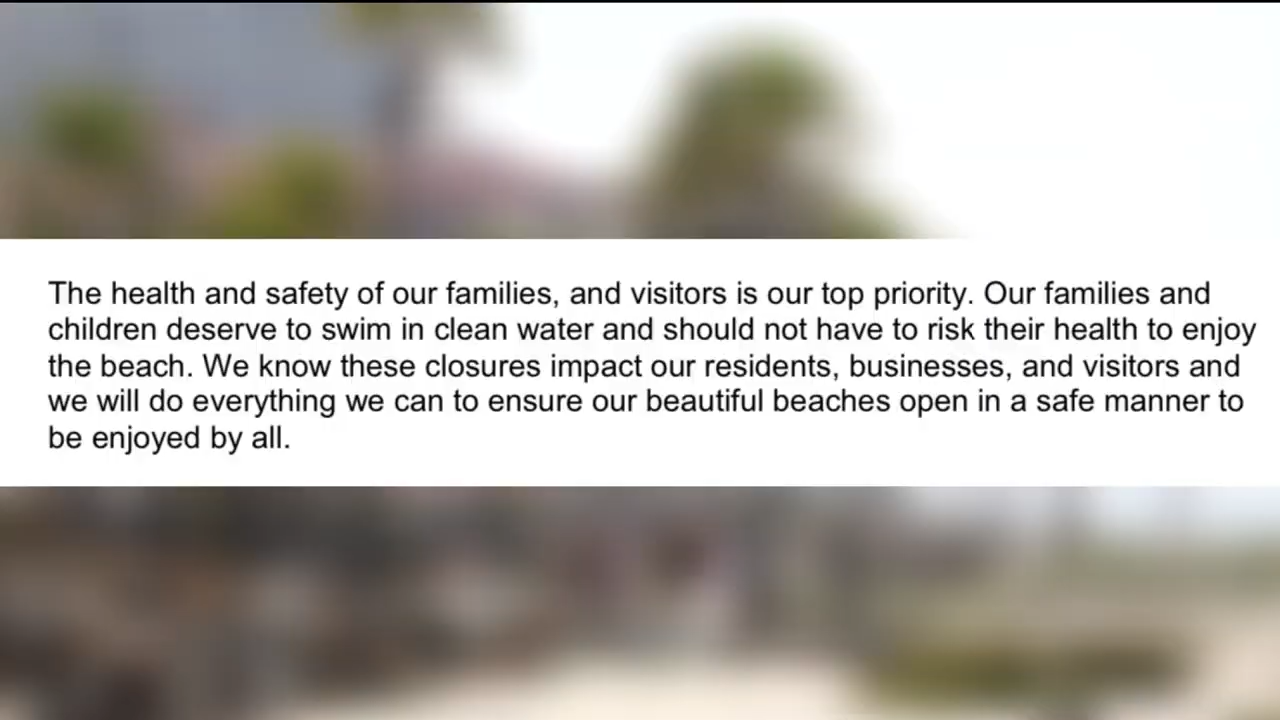 The health and safety of our families, and visitors is our top priority. Our families and
children deserve to swim in clean water and should not have to risk their health to enjoy
the beach. We know these closures impact our residents, businesses, and visitors and
we will do everything we can to ensure our beautiful beaches open in a safe manner to
be enjoyed by all.